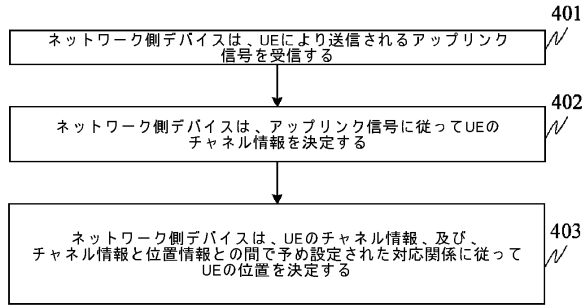 401
ネットワーク側デバイスは、UEにより送信されるアップリンク
信号を受信する
402
ネットワーク側デバイスは、アップリンク信号に従ってUEの
チャネル情報を決定する
403
ネットワーク側デバイスは、UEのチャネル情報、及び、
チャネル情報と位置情報との間で予め設定された対応関係に従って
UEの位置を決定する